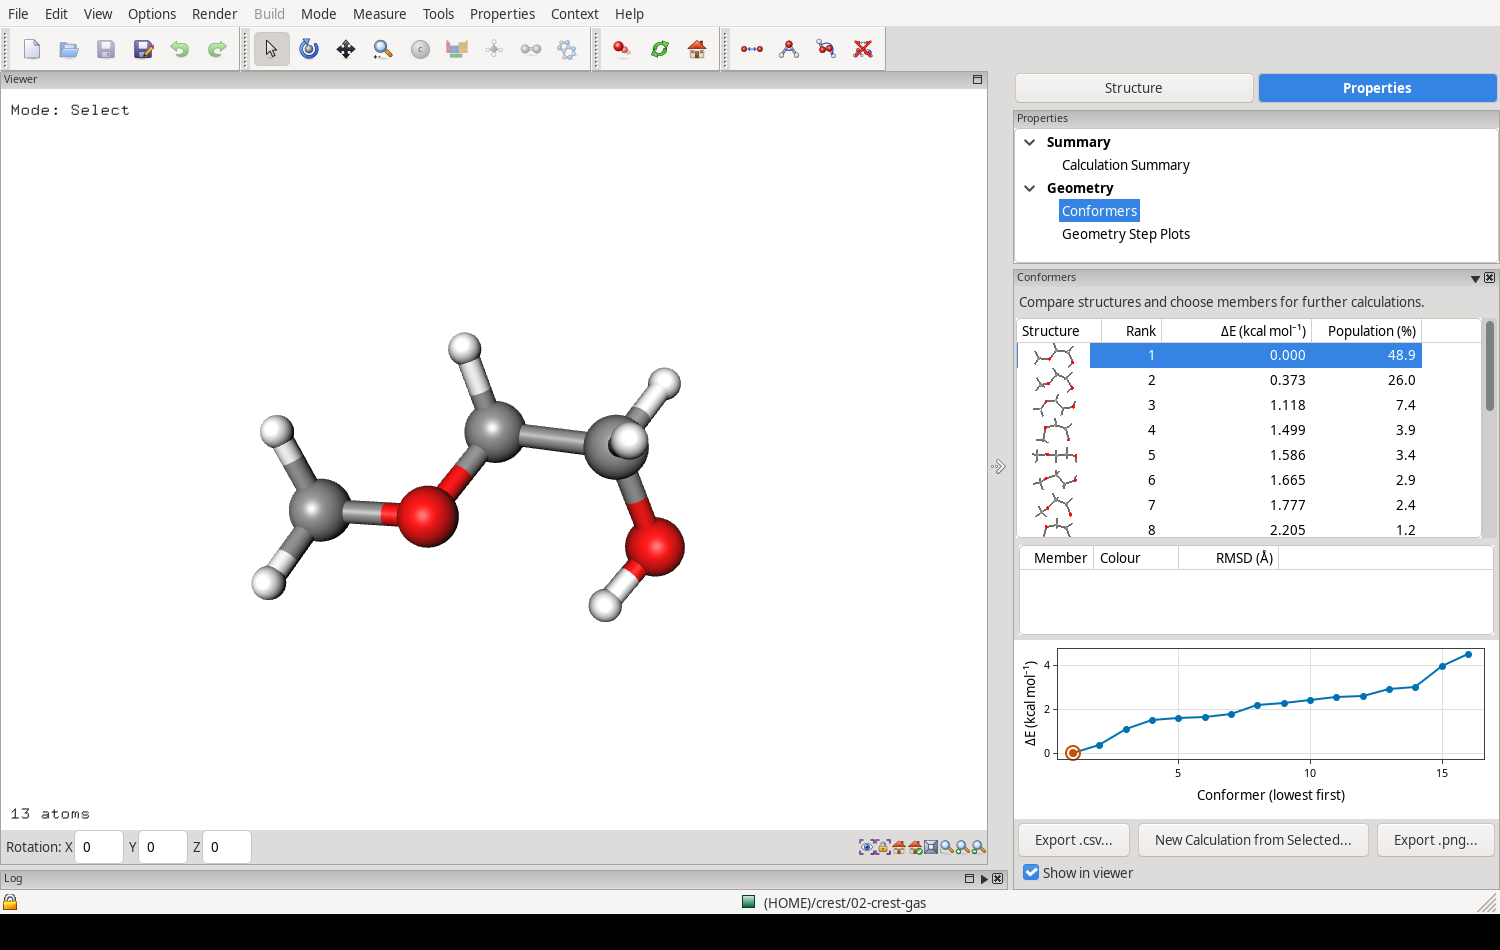 File Edit View Options Render Build Mode Measure Tools Properties Context Help
Viewer
Mode: Select
13 atoms
Rotation: X 0 Y 0 Z 0
Log
(HOME)/crest/02-crest-gas
Structure Properties
Properties
Summary
Calculation Summary
Geometry
Conformers
Geometry Step Plots
Conformers
Compare structures and choose members for further calculations.
Structure Rank ΔE (kcal mol⁻¹) Population (%)
1 0.000 48.9
2 0.373 26.0
3 1.118 7.4
4 1.499 3.9
5 1.586 3.4
6 1.665 2.9
7 1.777 2.4
8 2.205 1.2
Member Colour RMSD (Å)
ΔE (kcal mol⁻¹)
4
2
0
5 10 15
Conformer (lowest first)
Export .csv... New Calculation from Selected... Export .png...
Show in viewer